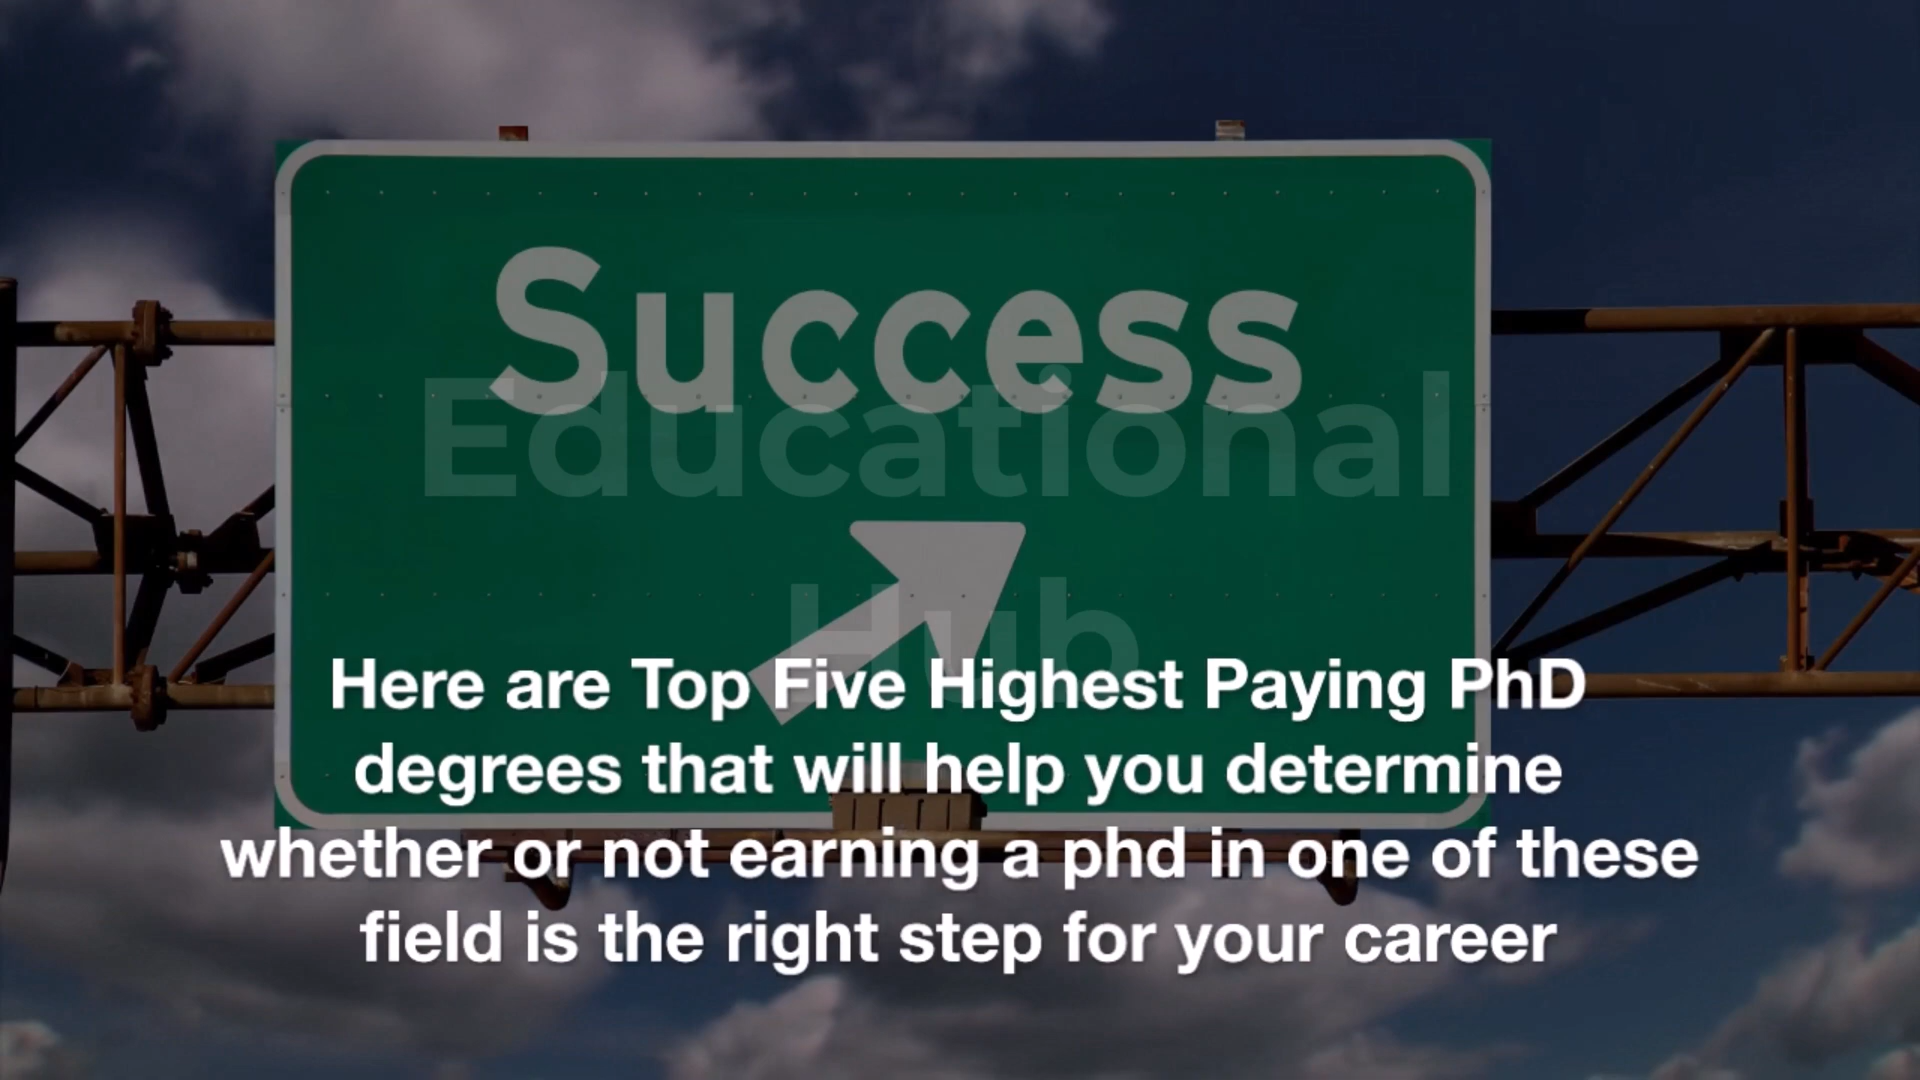 Success
Educational
Hub
Here are Top Five Highest Paying PhD
degrees that will help you determine
whether or not earning a phd in one of these
field is the right step for your career